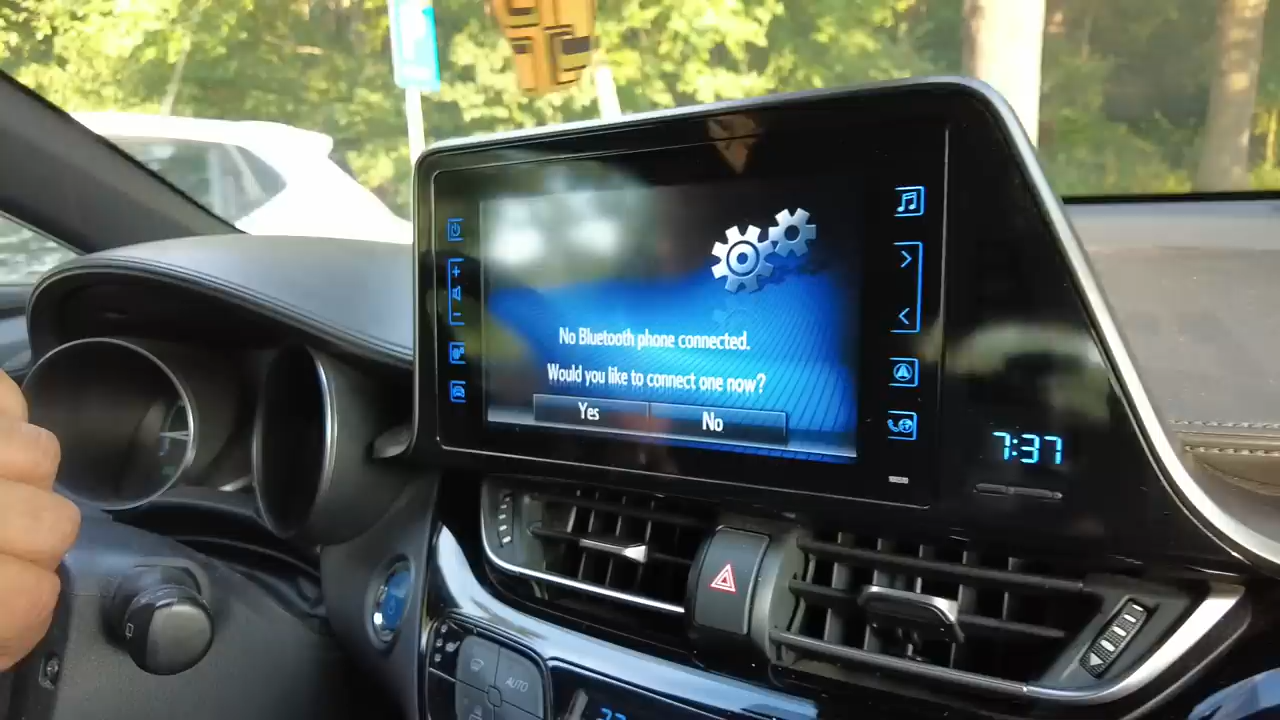 No Bluetooth phone connected.
Would you like to connect one now?
Yes
No
7:37
AUTO